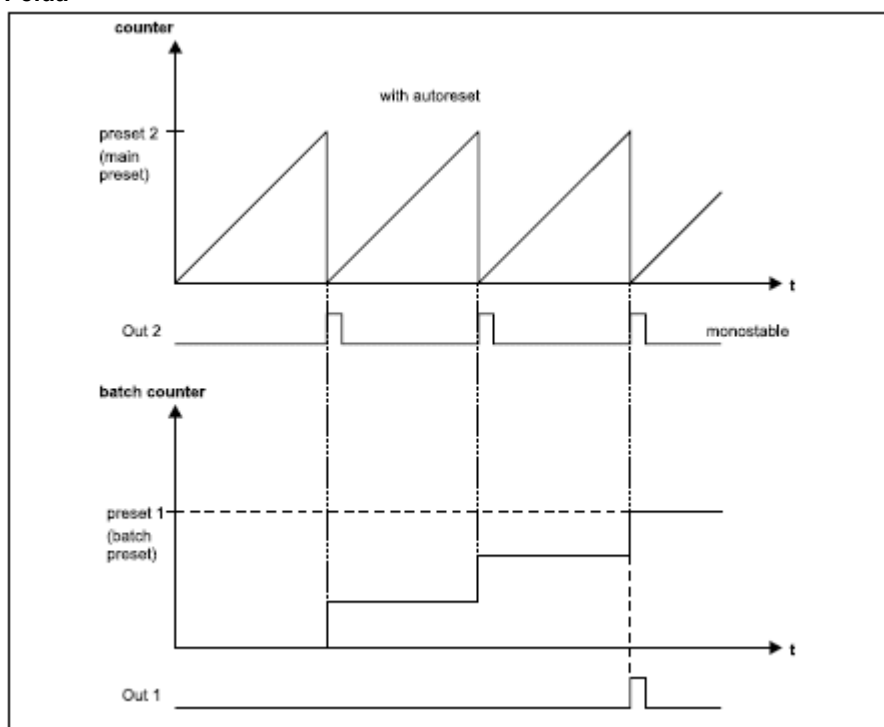 counter
with autoreset
preset 2
(main
preset)
t
Out 2
monostable
batch counter
preset 1
(batch
preset)
t
Out 1